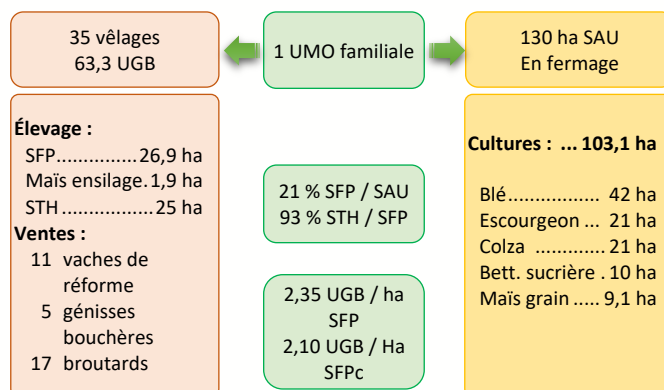 35 vêlages
63,3 UGB
1 UMO familiale
130 ha SAU
En fermage
Élevage :
SFP................26,9 ha
Maïs ensilage.1,9 ha
STH .................25 ha
Ventes :
11 vaches de
réforme
5 génisses
bouchères
17 broutards
21 % SFP / SAU
93 % STH / SFP
2,35 UGB / ha
SFP
2,10 UGB / Ha
SFPc
Cultures : ... 103,1 ha
Blé.................. 42 ha
Escourgeon ... 21 ha
Colza ............. 21 ha
Bett. sucrière . 10 ha
Maïs grain ..... 9,1 ha